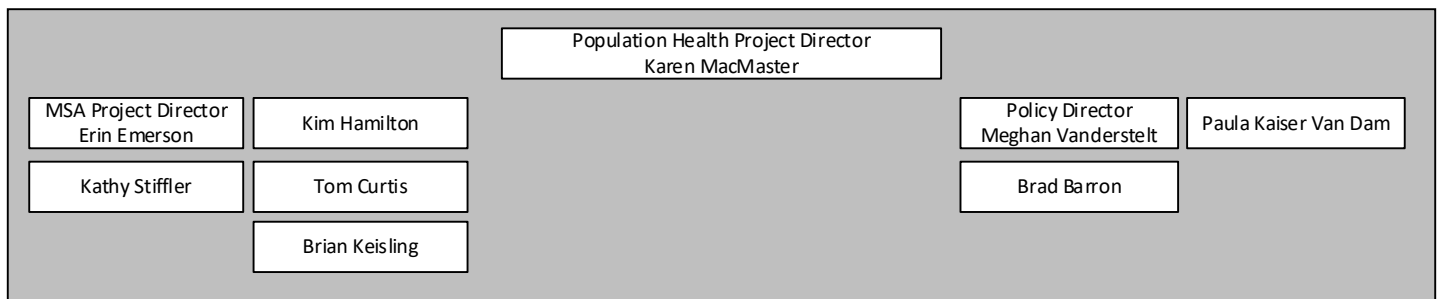 Population Health Project Director
Karen MacMaster
MSA Project Director
Erin Emerson
Kim Hamilton
Policy Director
Meghan Vanderstelt
Paula Kaiser Van Dam
Kathy Stiffler
Tom Curtis
Brad Barron
Brian Keisling